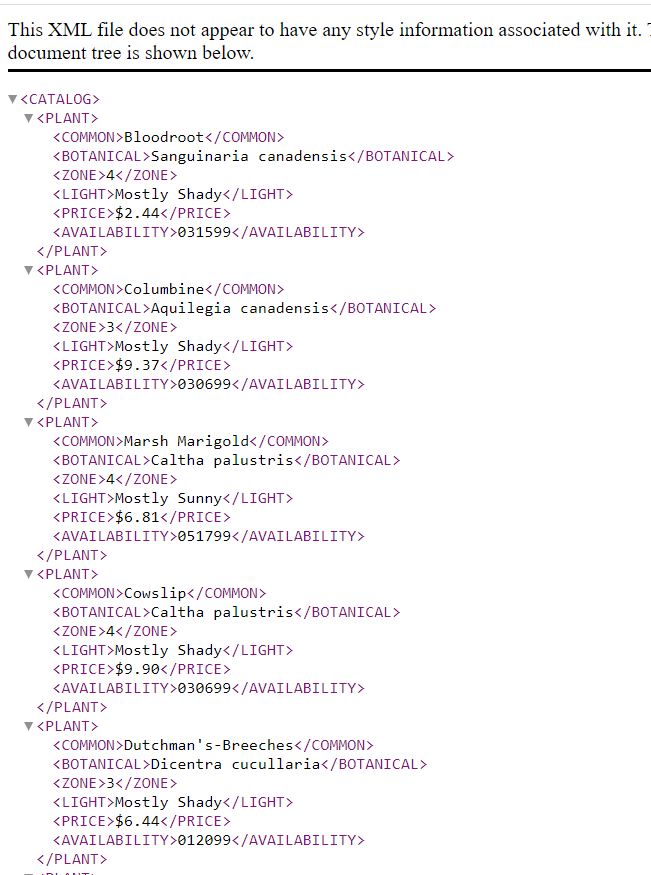 This XML file does not appear to have any style information associated with it.
document tree is shown below.
▼<CATALOG>
▼<PLANT>
<COMMON>Bloodroot</COMMON>
<BOTANICAL>Sanguinaria canadensis</BOTANICAL>
<ZONE>4</ZONE>
<LIGHT>Mostly Shady</LIGHT>
<PRICE>$2.44</PRICE>
<AVAILABILITY>031599</AVAILABILITY>
</PLANT>
▼<PLANT>
<COMMON>Columbine</COMMON>
<BOTANICAL>Aquilegia canadensis</BOTANICAL>
<ZONE>3</ZONE>
<LIGHT>Mostly Shady</LIGHT>
<PRICE>$9.37</PRICE>
<AVAILABILITY>030699</AVAILABILITY>
</PLANT>
▼<PLANT>
<COMMON>Marsh Marigold</COMMON>
<BOTANICAL>Caltha palustris</BOTANICAL>
<ZONE>4</ZONE>
<LIGHT>Mostly Sunny</LIGHT>
<PRICE>$6.81</PRICE>
<AVAILABILITY>051799</AVAILABILITY>
</PLANT>
▼<PLANT>
<COMMON>Cowslip</COMMON>
<BOTANICAL>Caltha palustris</BOTANICAL>
<ZONE>4</ZONE>
<LIGHT>Mostly Shady</LIGHT>
<PRICE>$9.90</PRICE>
<AVAILABILITY>030699</AVAILABILITY>
</PLANT>
▼<PLANT>
<COMMON>Dutchman's-Breeches</COMMON>
<BOTANICAL>Dicentra cucullaria</BOTANICAL>
<ZONE>3</ZONE>
<LIGHT>Mostly Shady</LIGHT>
<PRICE>$6.44</PRICE>
<AVAILABILITY>012099</AVAILABILITY>
</PLANT>